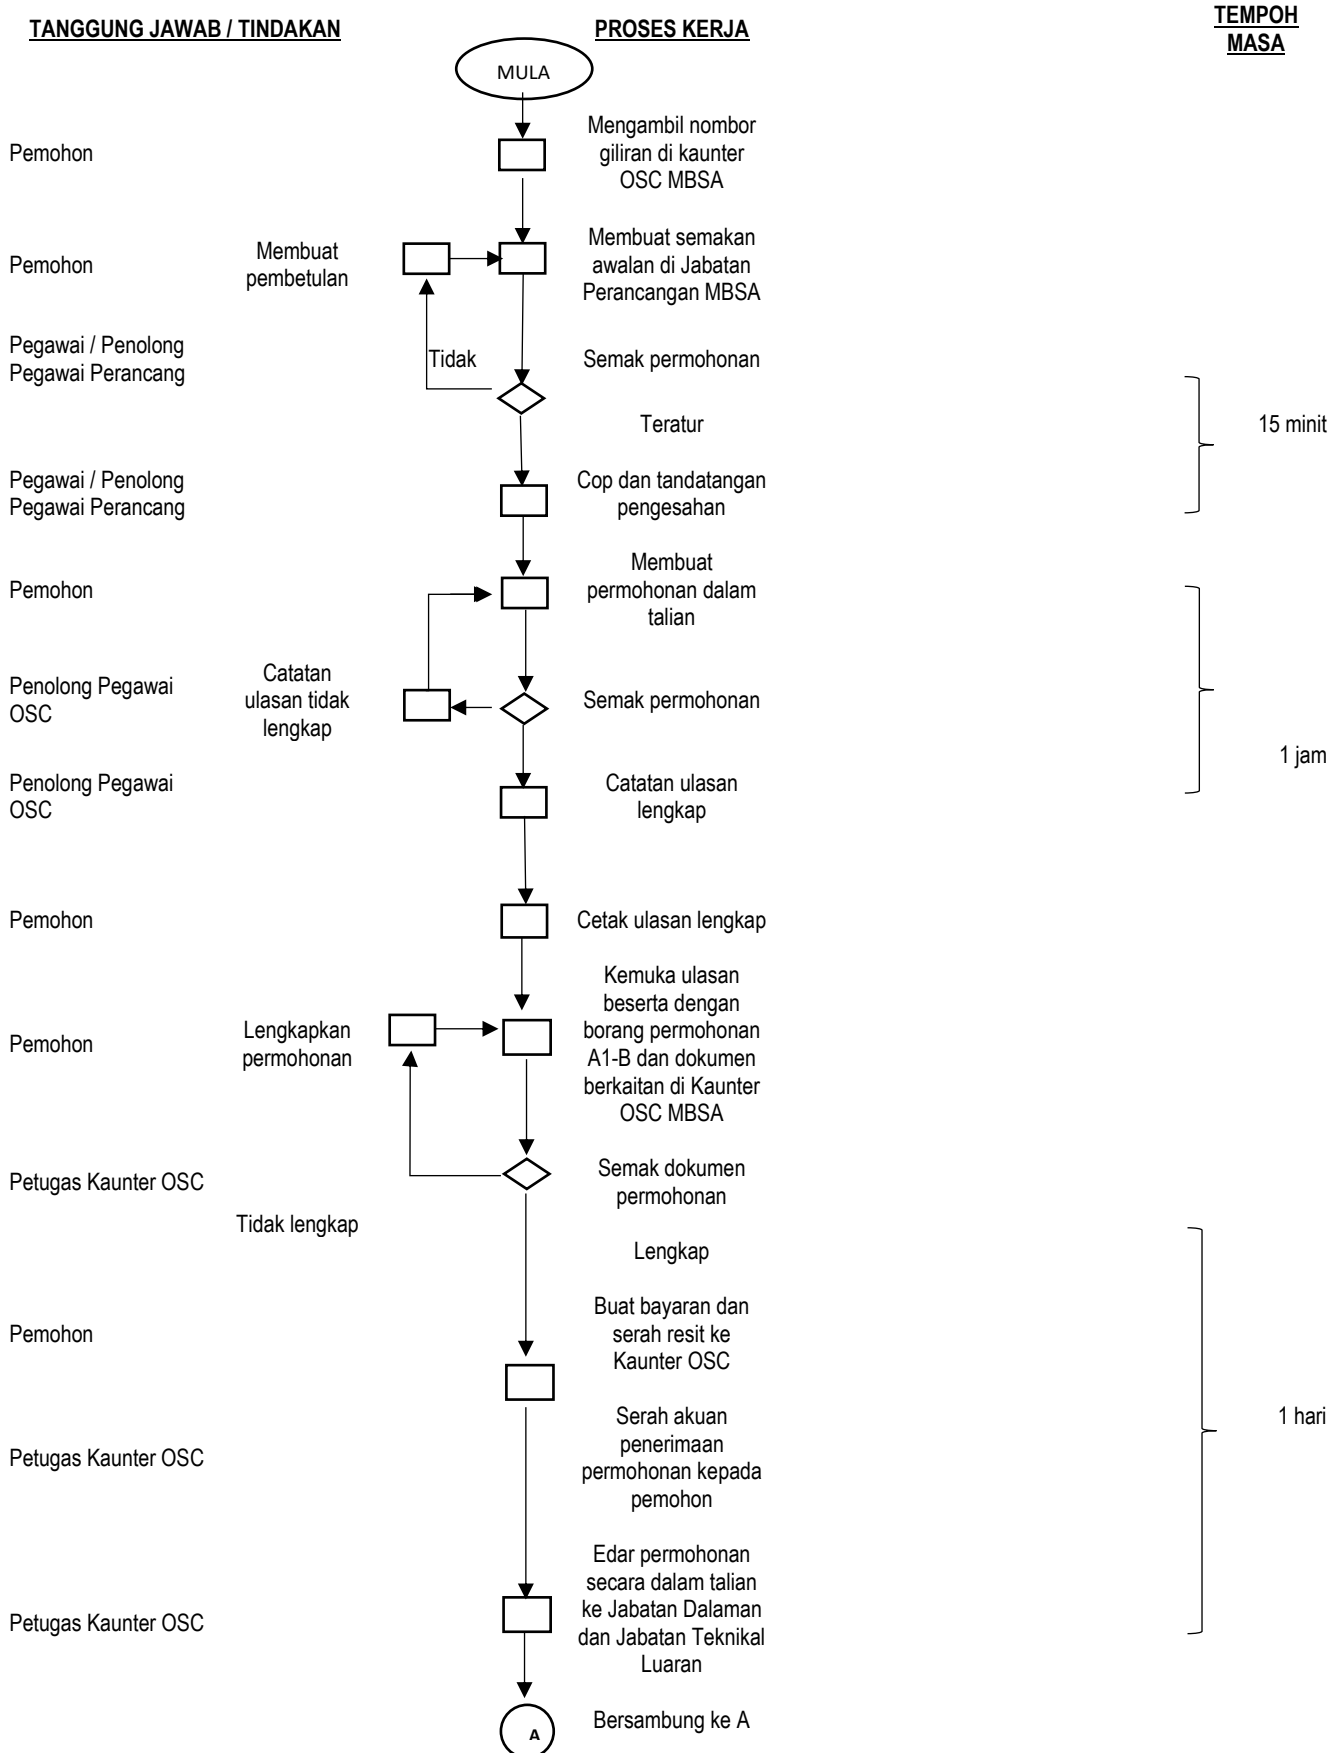 TANGGUNG JAWAB / TINDAKAN
PROSES KERJA
TEMPOH
MASA
MULA
Pemohon
Mengambil nombor
giliran di kaunter
OSC MBSA
Pemohon
Membuat
pembetulan
Membuat semakan
awalan di Jabatan
Perancangan MBSA
Pegawai / Penolong
Pegawai Perancang
Tidak
Semak permohonan
Teratur
15 minit
Pegawai / Penolong
Pegawai Perancang
Cop dan tandatangan
pengesahan
Pemohon
Membuat
permohonan dalam
talian
Penolong Pegawai
OSC
Catatan
ulasan tidak
lengkap
Semak permohonan
1 jam
Penolong Pegawai
OSC
Catatan ulasan
lengkap
Pemohon
Cetak ulasan lengkap
Pemohon
Lengkapkan
permohonan
Kemuka ulasan
beserta dengan
borang permohonan
A1-B dan dokumen
berkaitan di Kaunter
OSC MBSA
Petugas Kaunter OSC
Semak dokumen
permohonan
Tidak lengkap
Lengkap
Pemohon
Buat bayaran dan
serah resit ke
Kaunter OSC
1 hari
Petugas Kaunter OSC
Serah akuan
penerimaan
permohonan kepada
pemohon
Petugas Kaunter OSC
Edar permohonan
secara dalam talian
ke Jabatan Dalaman
dan Jabatan Teknikal
Luaran
A
Bersambung ke A